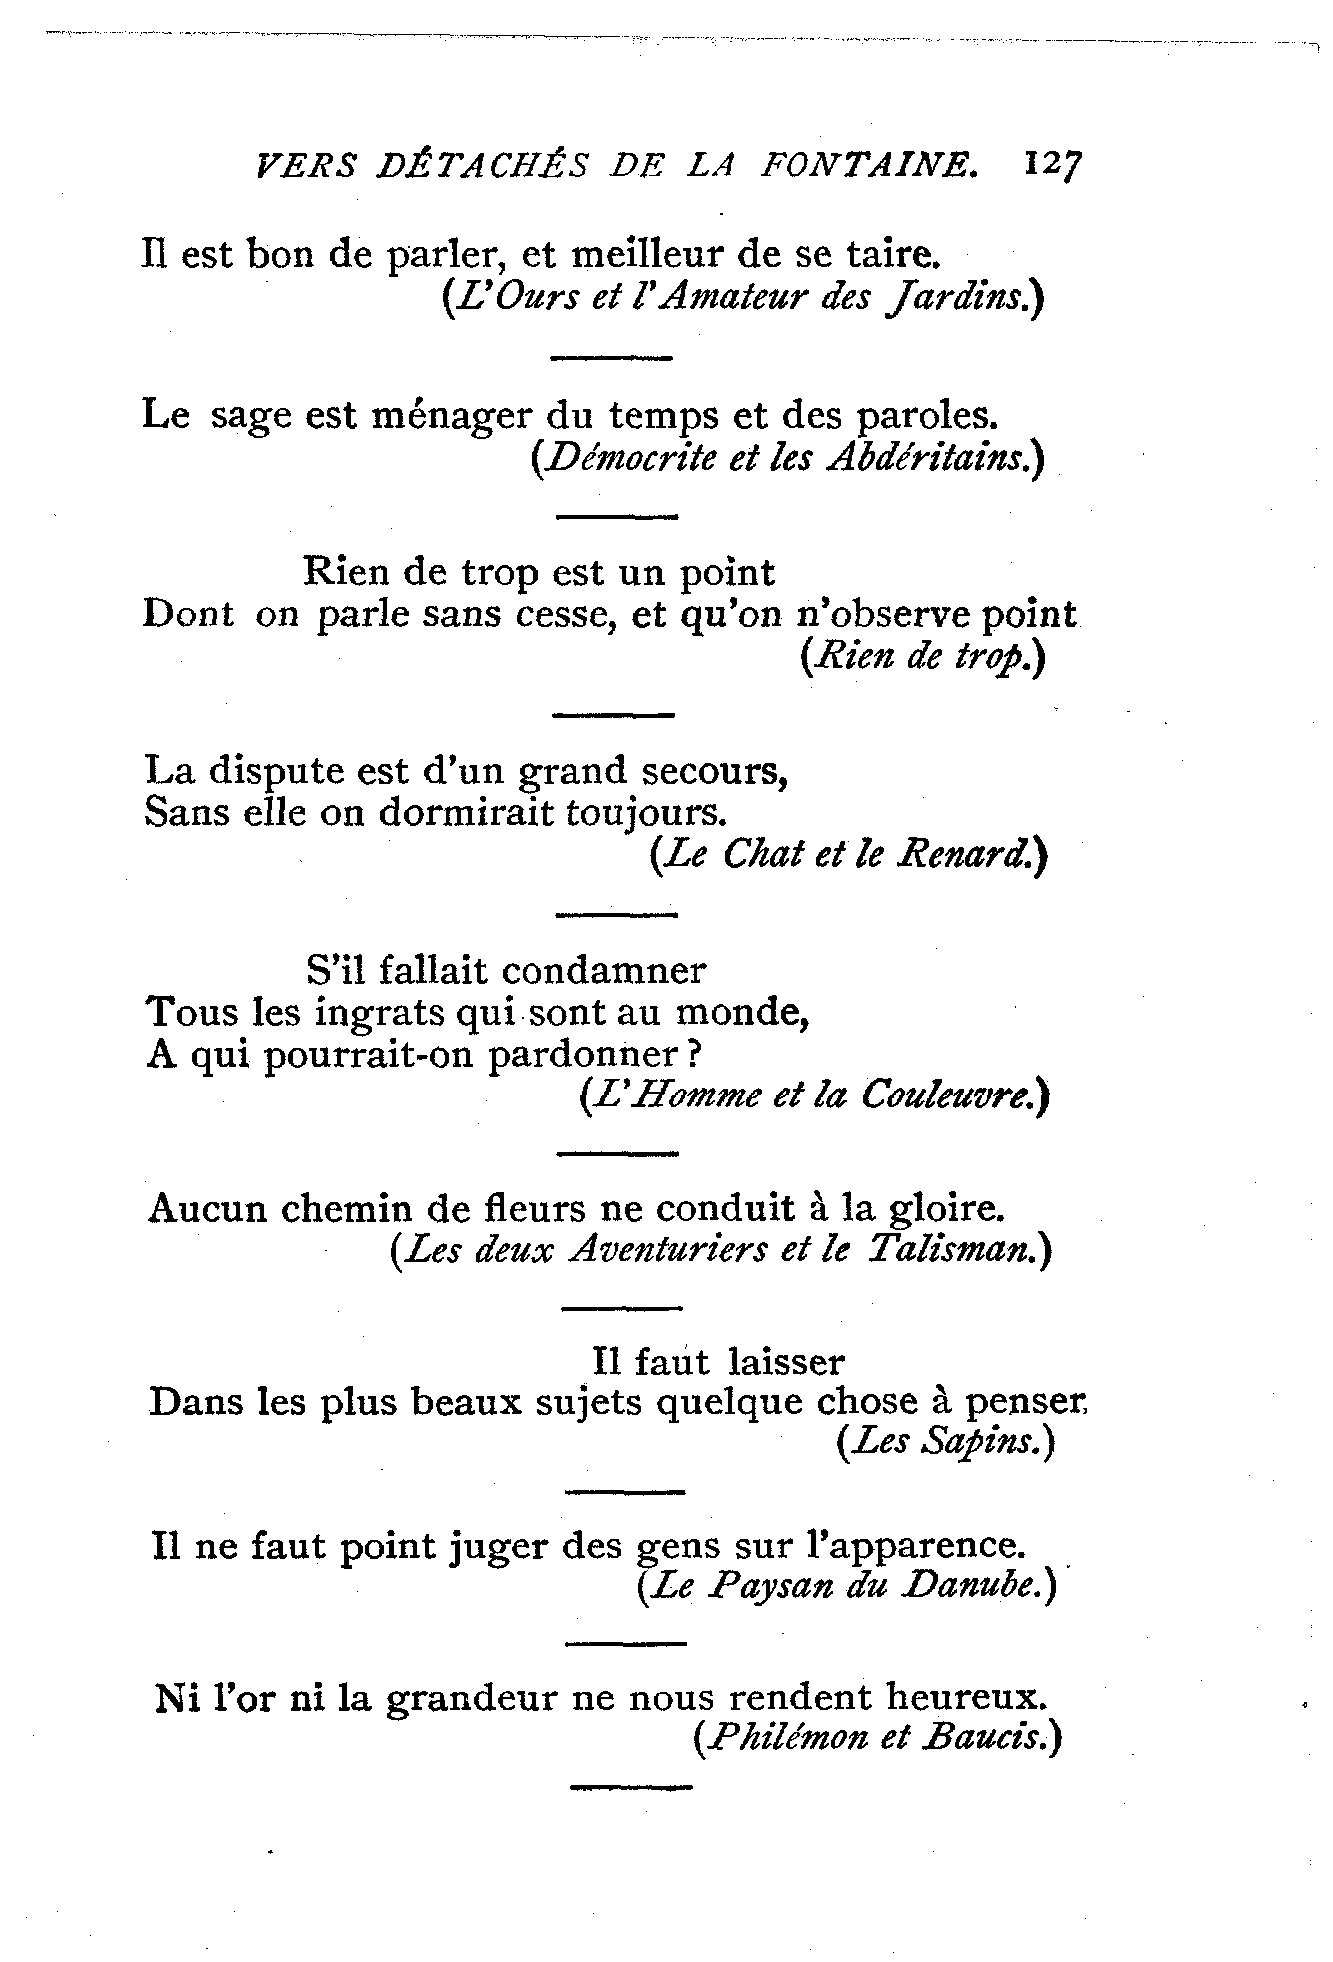 VERS DÉTACHÉS DE LA FONTAINE. 127
Il est bon de parler, et meilleur de se taire.
(L'Ours et l'Amateur des Jardins.)
Le sage est ménager du temps et des paroles.
(Démocrite et les Abdéritains.)
Rien de trop est un point
Dont on parle sans cesse, et qu'on n'observe point
(Rien de trop.)
La dispute est d'un grand secours,
Sans elle on dormirait toujours.
(Le Chat et le Renard.)
S'il fallait condamner
Tous les ingrats qui sont au monde,
A qui pourrait-on pardonner ?
(L'Homme et la Couleuvre.)
Aucun chemin de fleurs ne conduit à la gloire.
(Les deux Aventuriers et le Talisman.)
Il faut laisser
Dans les plus beaux sujets quelque chose à penser.
(Les Sapins.)
Il ne faut point juger des gens sur l'apparence.
(Le Paysan du Danube.)
Ni l'or ni la grandeur ne nous rendent heureux.
(Philémon et Baucis.)